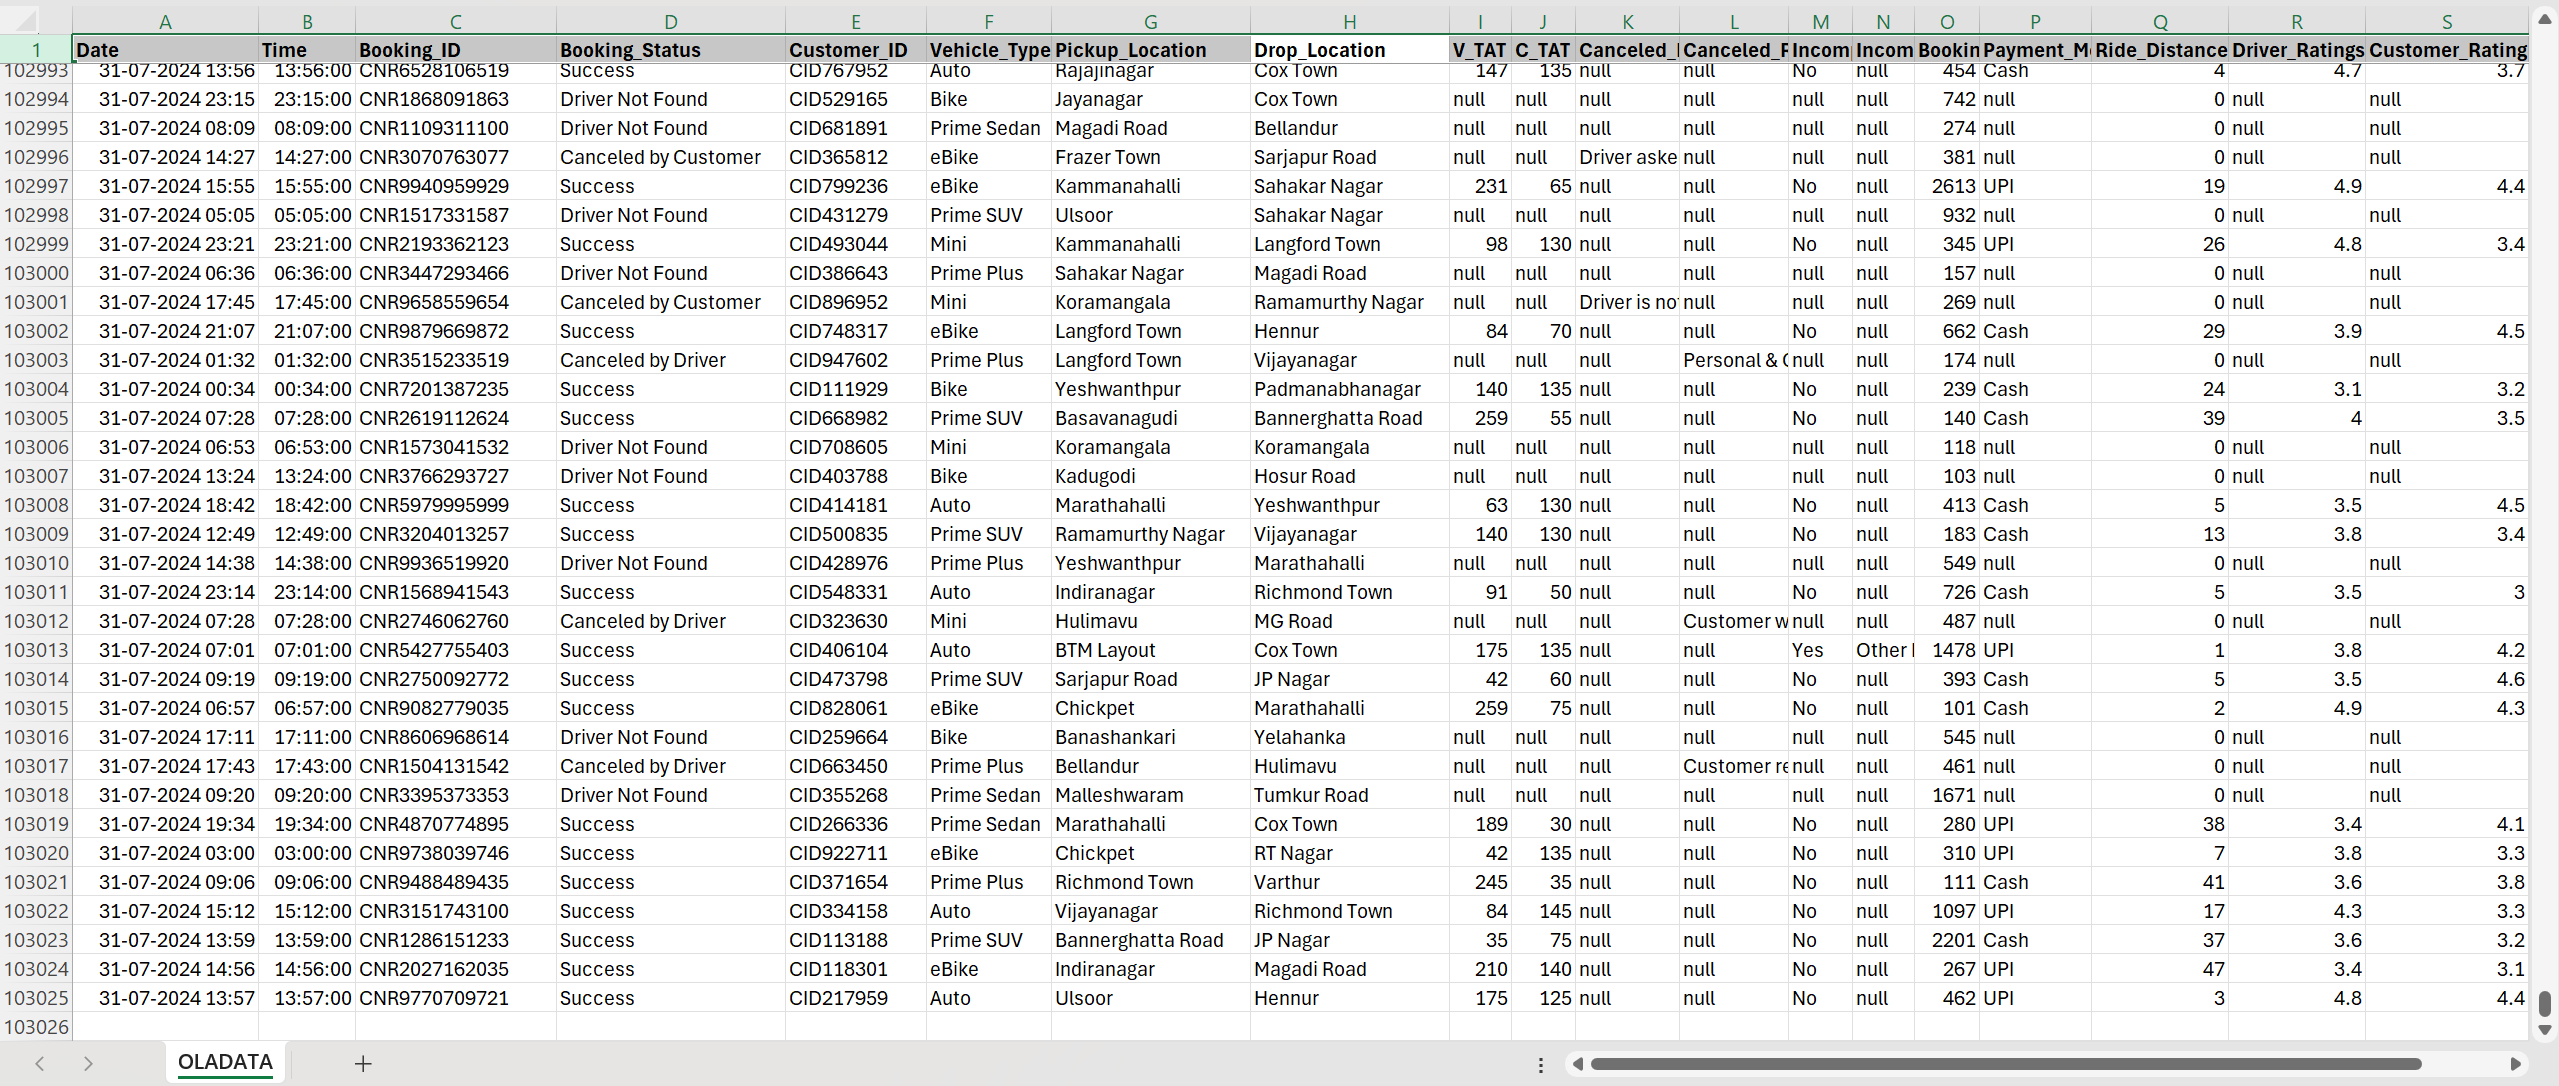 A B C D E F G H I J K L M N O P Q R S
1 Date Time Booking_ID Booking_Status Customer_ID Vehicle_Type Pickup_Location Drop_Location V_TAT C_TAT Canceled_ Canceled_R Incom Incom Bookin Payment_M Ride_Distance Driver_Ratings Customer_Rating
102993 31-07-2024 13:56 13:56:00 CNR6528106519 Success CID767952 Auto Rajajinagar Cox Town 147 135 null null No null 454 Cash 4 4.7 3.7
102994 31-07-2024 23:15 23:15:00 CNR1868091863 Driver Not Found CID529165 Bike Jayanagar Cox Town null null null null null null 742 null 0 null null
102995 31-07-2024 08:09 08:09:00 CNR1109311100 Driver Not Found CID681891 Prime Sedan Magadi Road Bellandur null null null null null null 274 null 0 null null
102996 31-07-2024 14:27 14:27:00 CNR3070763077 Canceled by Customer CID365812 eBike Frazer Town Sarjapur Road null null Driver aske null null null 381 null 0 null null
102997 31-07-2024 15:55 15:55:00 CNR9940959929 Success CID799236 eBike Kammanahalli Sahakar Nagar 231 65 null null No null 2613 UPI 19 4.9 4.4
102998 31-07-2024 05:05 05:05:00 CNR1517331587 Driver Not Found CID431279 Prime SUV Ulsoor Sahakar Nagar null null null null null null 932 null 0 null null
102999 31-07-2024 23:21 23:21:00 CNR2193362123 Success CID493044 Mini Kammanahalli Langford Town 98 130 null null No null 345 UPI 26 4.8 3.4
103000 31-07-2024 06:36 06:36:00 CNR3447293466 Driver Not Found CID386643 Prime Plus Sahakar Nagar Magadi Road null null null null null null 157 null 0 null null
103001 31-07-2024 17:45 17:45:00 CNR9658559654 Canceled by Customer CID896952 Mini Koramangala Ramamurthy Nagar null null Driver is no null null null 269 null 0 null null
103002 31-07-2024 21:07 21:07:00 CNR9879669872 Success CID748317 eBike Langford Town Hennur 84 70 null null No null 662 Cash 29 3.9 4.5
103003 31-07-2024 01:32 01:32:00 CNR3515233519 Canceled by Driver CID947602 Prime Plus Langford Town Vijayanagar null null null Personal & null null 174 null 0 null null
103004 31-07-2024 00:34 00:34:00 CNR7201387235 Success CID111929 Bike Yeshwanthpur Padmanabhanagar 140 135 null null No null 239 Cash 24 3.1 3.2
103005 31-07-2024 07:28 07:28:00 CNR2619112624 Success CID668982 Prime SUV Basavanagudi Bannerghatta Road 259 55 null null No null 140 Cash 39 4 3.5
103006 31-07-2024 06:53 06:53:00 CNR1573041532 Driver Not Found CID708605 Mini Koramangala Koramangala null null null null null null 118 null 0 null null
103007 31-07-2024 13:24 13:24:00 CNR3766293727 Driver Not Found CID403788 Bike Kadugodi Hosur Road null null null null null null 103 null 0 null null
103008 31-07-2024 18:42 18:42:00 CNR5979995999 Success CID414181 Auto Marathahalli Yeshwanthpur 63 130 null null No null 413 Cash 5 3.5 4.5
103009 31-07-2024 12:49 12:49:00 CNR3204013257 Success CID500835 Prime SUV Ramamurthy Nagar Vijayanagar 140 130 null null No null 183 Cash 13 3.8 3.4
103010 31-07-2024 14:38 14:38:00 CNR9936519920 Driver Not Found CID428976 Prime Plus Yeshwanthpur Marathahalli null null null null null null 549 null 0 null null
103011 31-07-2024 23:14 23:14:00 CNR1568941543 Success CID548331 Auto Indiranagar Richmond Town 91 50 null null No null 726 Cash 5 3.5 3
103012 31-07-2024 07:28 07:28:00 CNR2746062760 Canceled by Driver CID323630 Mini Hulimavu MG Road null null null Customer w null null 487 null 0 null null
103013 31-07-2024 07:01 07:01:00 CNR5427755403 Success CID406104 Auto BTM Layout Cox Town 175 135 null null Yes Other 1478 UPI 1 3.8 4.2
103014 31-07-2024 09:19 09:19:00 CNR2750092772 Success CID473798 Prime SUV Sarjapur Road JP Nagar 42 60 null null No null 393 Cash 5 3.5 4.6
103015 31-07-2024 06:57 06:57:00 CNR9082779035 Success CID828061 eBike Chickpet Marathahalli 259 75 null null No null 101 Cash 2 4.9 4.3
103016 31-07-2024 17:11 17:11:00 CNR8606968614 Driver Not Found CID259664 Bike Banashankari Yelahanka null null null null null null 545 null 0 null null
103017 31-07-2024 17:43 17:43:00 CNR1504131542 Canceled by Driver CID663450 Prime Plus Bellandur Hulimavu null null null Customer re null null 461 null 0 null null
103018 31-07-2024 09:20 09:20:00 CNR3395373353 Driver Not Found CID355268 Prime Sedan Malleshwaram Tumkur Road null null null null null null 1671 null 0 null null
103019 31-07-2024 19:34 19:34:00 CNR4870774895 Success CID266336 Prime Sedan Marathahalli Cox Town 189 30 null null No null 280 UPI 38 3.4 4.1
103020 31-07-2024 03:00 03:00:00 CNR9738039746 Success CID922711 eBike Chickpet RT Nagar 42 135 null null No null 310 UPI 7 3.8 3.3
103021 31-07-2024 09:06 09:06:00 CNR9488489435 Success CID371654 Prime Plus Richmond Town Varthur 245 35 null null No null 111 Cash 41 3.6 3.8
103022 31-07-2024 15:12 15:12:00 CNR3151743100 Success CID334158 Auto Vijayanagar Richmond Town 84 145 null null No null 1097 UPI 17 4.3 3.3
103023 31-07-2024 13:59 13:59:00 CNR1286151233 Success CID113188 Prime SUV Bannerghatta Road JP Nagar 35 75 null null No null 2201 Cash 37 3.6 3.2
103024 31-07-2024 14:56 14:56:00 CNR2027162035 Success CID118301 eBike Indiranagar Magadi Road 210 140 null null No null 267 UPI 47 3.4 3.1
103025 31-07-2024 13:57 13:57:00 CNR9770709721 Success CID217959 Auto Ulsoor Hennur 175 125 null null No null 462 UPI 3 4.8 4.4
103026
OLADATA